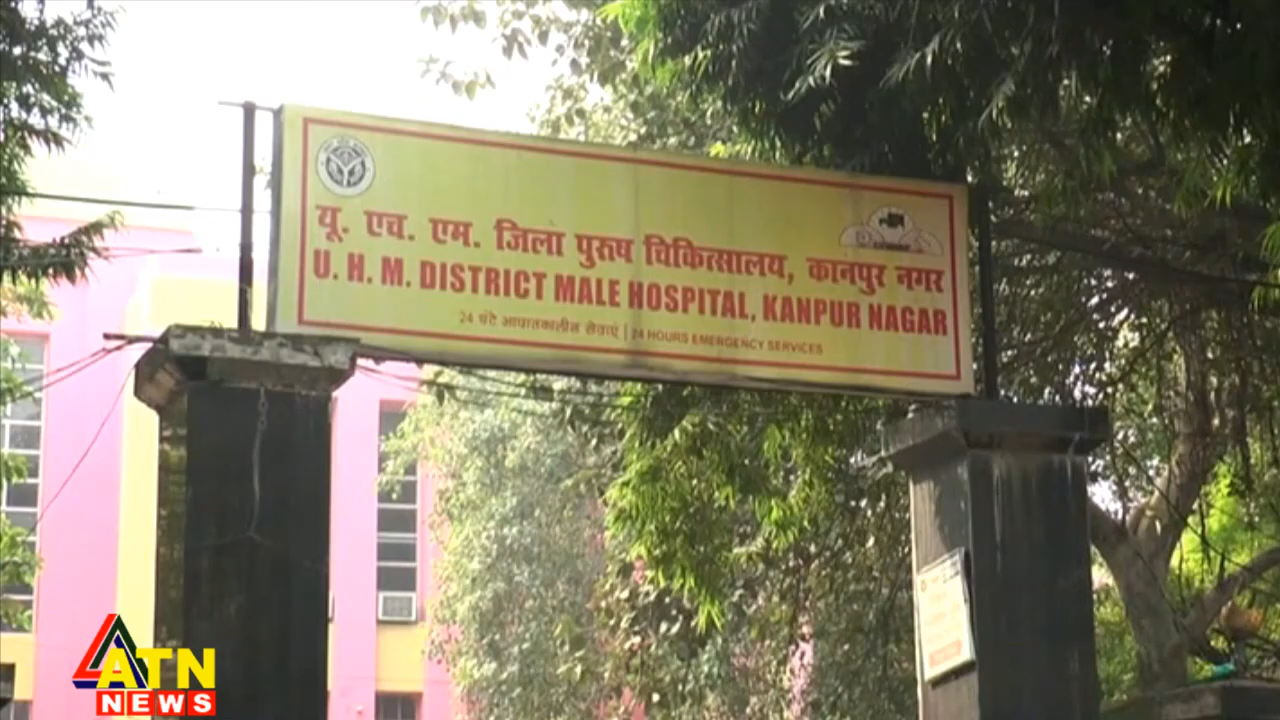 यू. एच. एम. जिला पुरुष चिकित्सालय, कानपुर नगर
U. H. M. DISTRICT MALE HOSPITAL, KANPUR NAGAR
24 घंटे आपातकालीन सेवाएं | 24 HOURS EMERGENCY SERVICES
ATN
NEWS